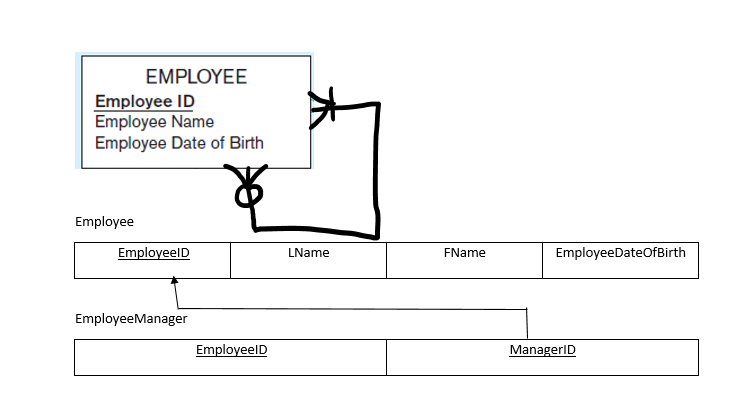 EMPLOYEE
Employee ID
Employee Name
Employee Date of Birth
Employee
EmployeeID LName FName EmployeeDateOfBirth
EmployeeManager
EmployeeID ManagerID